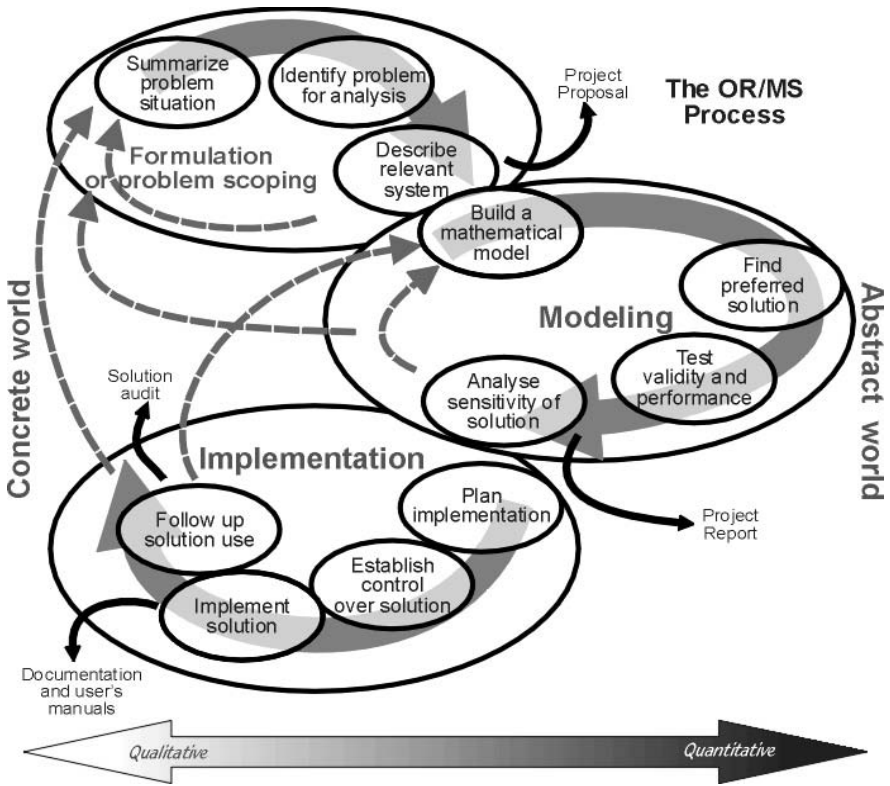 The OR/MS
Process
Summarize
problem
situation
Identify problem
for analysis
Project
Proposal
Formulation
or problem scoping
Describe
relevant
system
Build a
mathematical
model
Find
preferred
solution
Modeling
Test
validity and
performance
Analyse
sensitivity of
solution
Concrete world
Abstract world
Solution
audit
Implementation
Plan
implementation
Project
Report
Follow up
solution use
Establish
control
over solution
Implement
solution
Documentation
and user's
manuals
Qualitative
Quantitative